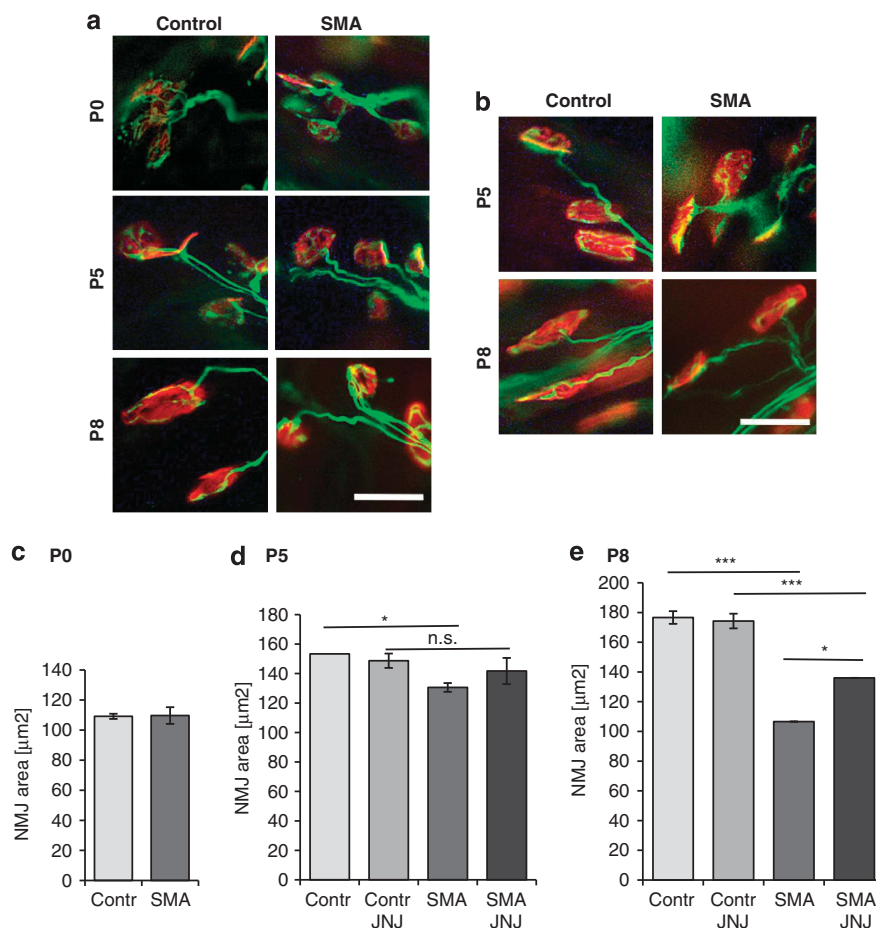 a
Control SMA
P0
P5
P8
b
Control SMA
P5
P8
c P0
NMJ area [μm2]
140
120
100
80
60
40
20
0
Contr SMA
d P5
NMJ area [μm2]
180
160
140
120
100
80
60
40
20
0
*
n.s.
Contr Contr SMA SMA
JNJ JNJ
e P8
NMJ area [μm2]
200
180
160
140
120
100
80
60
40
20
0
***
***
*
Contr Contr SMA SMA
JNJ JNJ